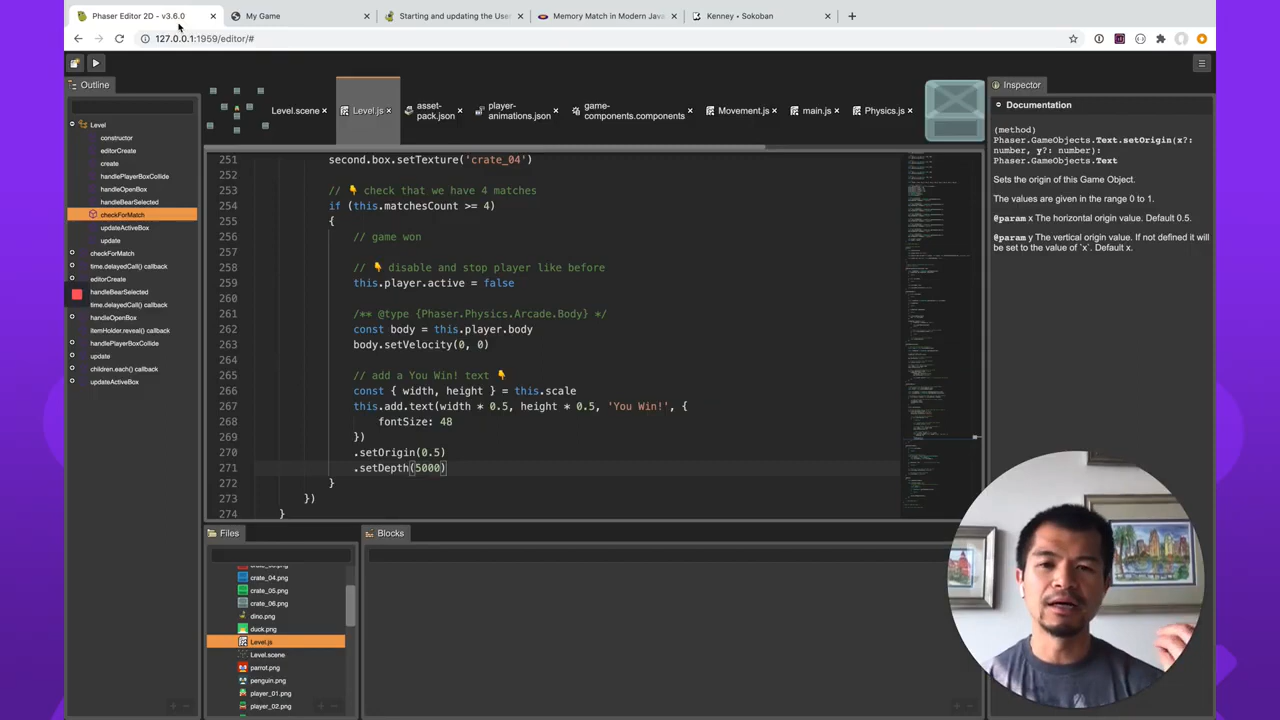 Phaser Editor 2D - v3.6.0
My Game
Starting and updating the Use
Memory Match in Modern Java
Kenney - Sokoban
127.0.0.1:1959/editor/#
Outline
Level
constructor
editorCreate
create
handlePlayerBoxCollide
handleOpenBox
handleBearSelected
checkForMatch
updateActiveBox
update
checkForMatch
time.delayedCall() callback
editorCreate
handleBearSelected
time.delayedCall() callback
handleOpenBox
itemHolder.reveal() callback
handlePlayerBoxCollide
update
children.each() callback
updateActiveBox
Level.scene
Level.js
asset-
pack.json
player-
animations.json
game-
components.components
Movement.js
main.js
Physics.js
251 second.box.setTexture('crate_04')
252
253 // 👇 check that we have 4 matches
254 if (this.matchesCount >= 4)
255 {
256 // game won
257
258 // 👇 disable and stop player like before
259 this.player.active = false
260
261 /** @type {Phaser.Physics.Arcade.Body} */
262 const body = this.player.body
263 body.setVelocity(0, 0)
264
265 // add a You Win! text 👇
266 const { width, height } = this.scale
267 this.add.text(width * 0.5, height * 0.5, 'You Win!', {
268 fontSize: 48
269 })
270 .setOrigin(0.5)
271 .setDepth(5000)
272 }
273 })
274 }
Inspector
Documentation
(method)
Phaser.GameObjects.Text.setOrigin(x?:
number, y?: number):
Phaser.GameObjects.Text
Sets the origin of this Game Object.
The values are given in the range 0 to 1.
@param x The horizontal origin value. Default 0.5.
@param y The vertical origin value. If not defined it will
be set to the value of `x`. Default x.
Files
crate_04.png
crate_05.png
crate_06.png
dino.png
duck.png
Level.js
Level.scene
parrot.png
penguin.png
player_01.png
player_02.png
Blocks